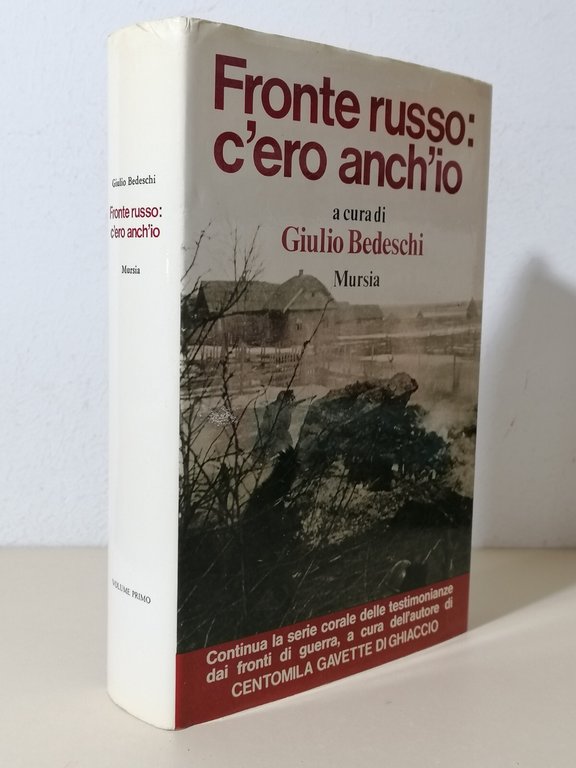 Giulio Bedeschi
Fronte russo:
c'ero anch'io
Mursia
VOLUME PRIMO
Fronte russo:
c'ero anch'io
a cura di
Giulio Bedeschi
Mursia
Continua la serie corale delle testimonianze
dai fronti di guerra, a cura dell'autore di
CENTOMILA GAVETTE DI GHIACCIO